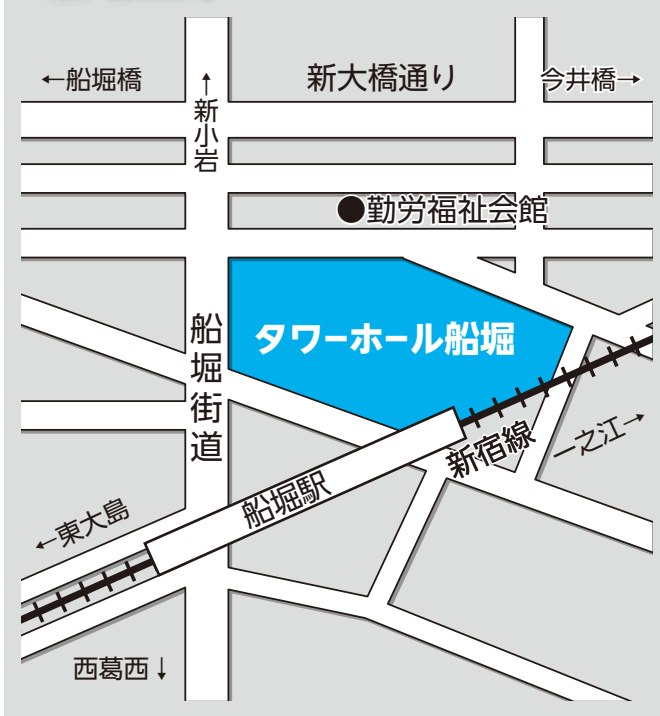 ←船堀橋
↑新小岩
新大橋通り
今井橋→
●勤労福祉会館
タワーホール船堀
船堀街道
新宿線
一之江→
船堀駅
←東大島
西葛西↓